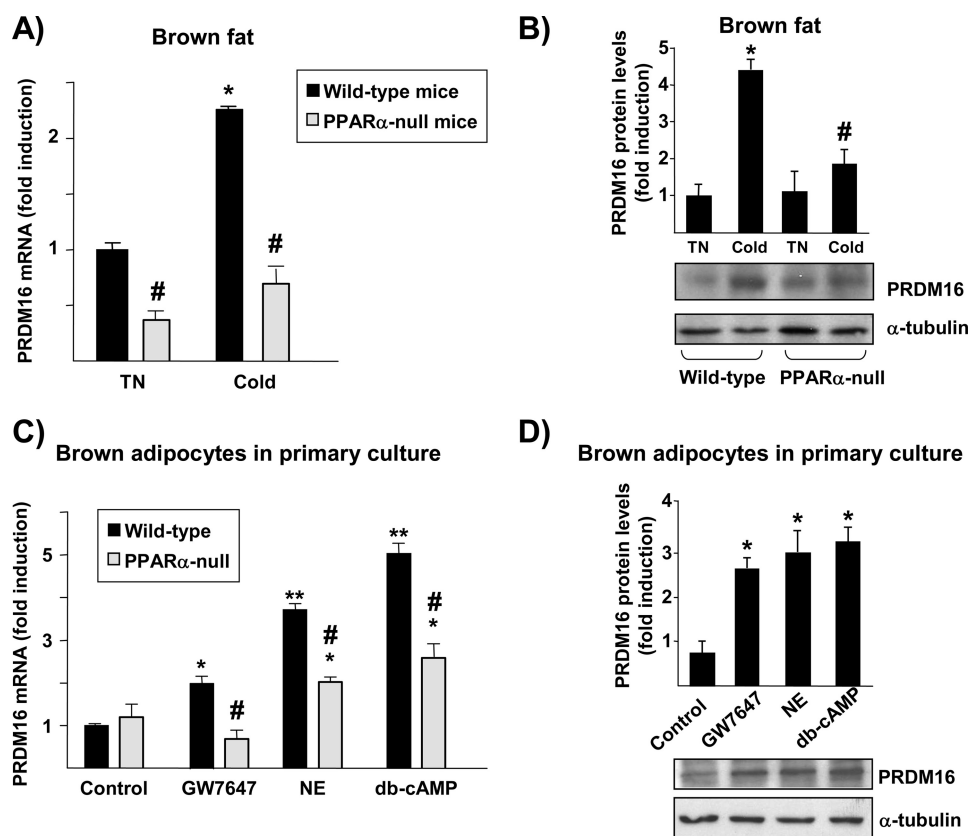 A)
Brown fat
PRDM16 mRNA (fold induction)
2
1
*
#
#
Wild-type mice
PPARα-null mice
TN
Cold
B)
Brown fat
PRDM16 protein levels
(fold induction)
5
4
3
2
1
*
#
TN
Cold
TN
Cold
PRDM16
α-tubulin
Wild-type
PPARα-null
C)
Brown adipocytes in primary culture
PRDM16 mRNA (fold induction)
5
3
1
Wild-type
PPARα-null
*
#
**
#
*
**
#
*
Control
GW7647
NE
db-cAMP
D)
Brown adipocytes in primary culture
PRDM16 protein levels
(fold induction)
4
3
2
1
*
*
*
Control
GW7647
NE
db-cAMP
PRDM16
α-tubulin